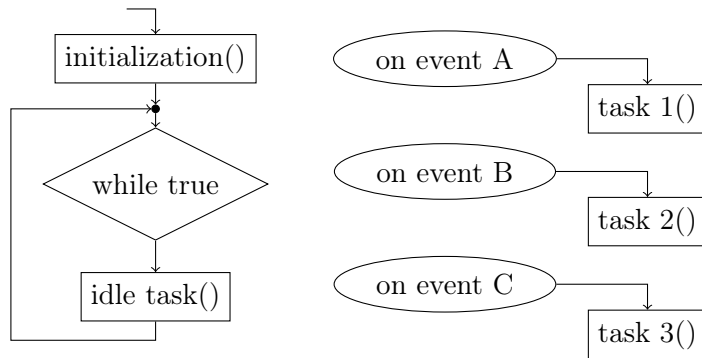 initialization()
while true
idle task()
on event A
task 1()
on event B
task 2()
on event C
task 3()